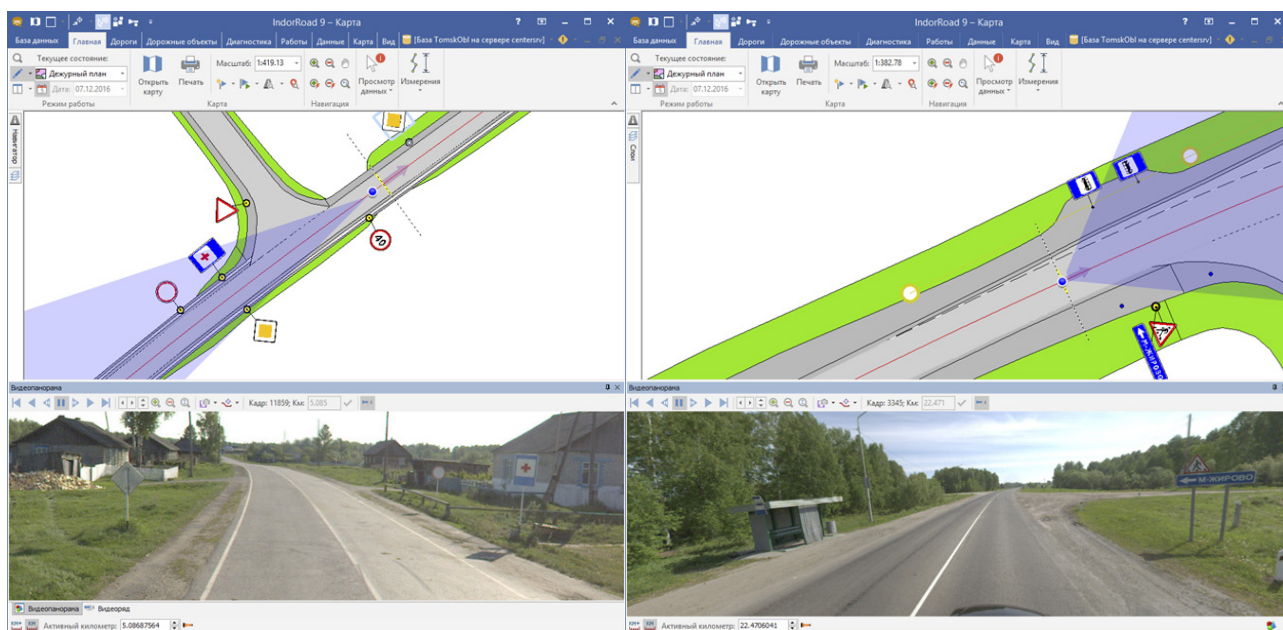 IndorRoad 9 – Карта
База данных Главная Дороги Дорожные объекты Диагностика Работы Данные Карта Вид [База TomskObl на сервере centersrv]
Текущее состояние:
Дежурный план
Дата: 07.12.2016
Режим работы
Открыть карту
Печать
Масштаб: 1:419.13
Карта
Навигация
Просмотр данных
Измерения
Навигатор
40
Видеопанорама
Кадр: 11859; Км: 5.085
Видеопанорама Видеоряд
Активный километр: 5.08687564
IndorRoad 9 – Карта
База данных Главная Дороги Дорожные объекты Диагностика Работы Данные Карта Вид [База TomskObl на сервере centersrv]
Текущее состояние:
Дежурный план
Дата: 07.12.2016
Режим работы
Открыть карту
Печать
Масштаб: 1:382.78
Карта
Навигация
Просмотр данных
Измерения
Слои
М-ЖИРОВО
Видеопанорама
Кадр: 3345; Км: 22.471
М-ЖИРОВО
Активный километр: 22.4706041